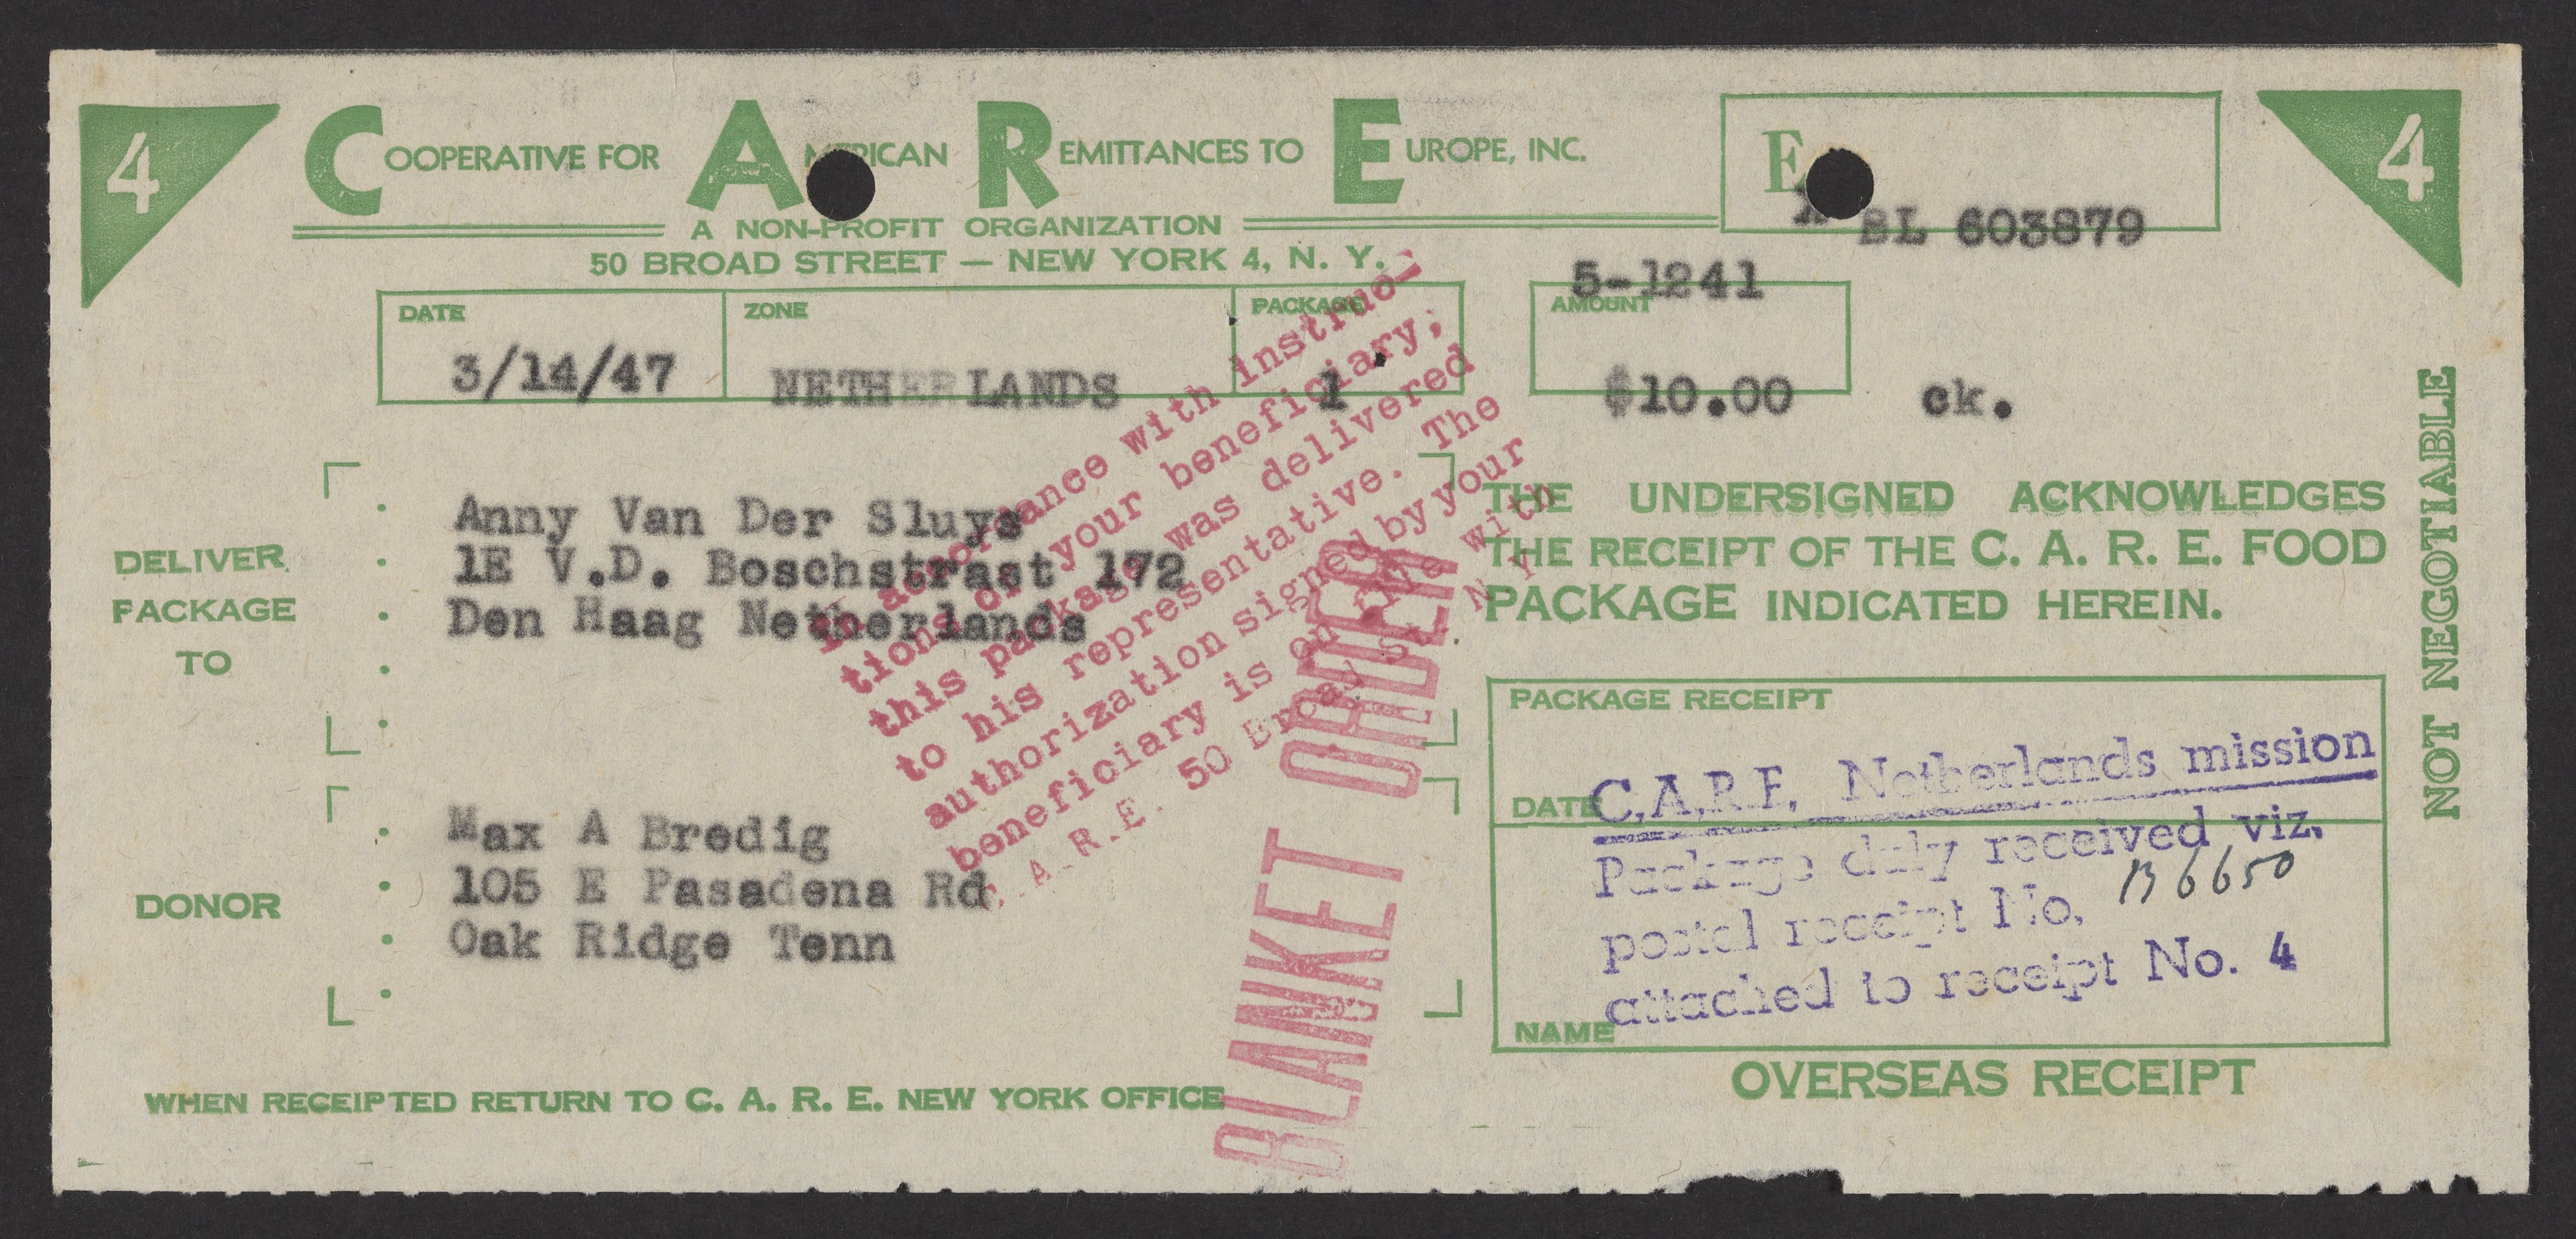 4
COOPERATIVE FOR AMERICAN REMITTANCES TO EUROPE, INC.
A NON-PROFIT ORGANIZATION
50 BROAD STREET — NEW YORK 4, N. Y.
E
BL 603879
4
5-1241
DATE
3/14/47
ZONE
NETHERLANDS
PACKAGE
1
AMOUNT
$10.00 ck.
DELIVER
PACKAGE
TO
Anny Van Der Sluys
1E V.D. Boschstraat 172
Den Haag Netherlands
In accordance with instruc-
tions of your beneficiary;
this package was delivered
to his representative. The
authorization signed by your
beneficiary is on file with
C.A.R.E. 50 Broad St. N.Y.
BLANKET ORDER
THE UNDERSIGNED ACKNOWLEDGES
THE RECEIPT OF THE C. A. R. E. FOOD
PACKAGE INDICATED HEREIN.
NOT NEGOTIABLE
DONOR
Max A Bredig
105 E Pasadena Rd
Oak Ridge Tenn
PACKAGE RECEIPT
DATE
C.A.R.E. Netherlands mission
Package duly received viz.
postal receipt No. B6650
attached to receipt No. 4
NAME
OVERSEAS RECEIPT
WHEN RECEIPTED RETURN TO C. A. R. E. NEW YORK OFFICE